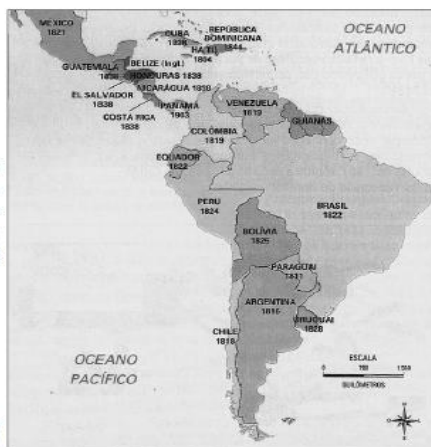 MÉXICO
1821
CUBA
1898
REPÚBLICA
DOMINICANA
1844
HAITI
1804
OCEANO
ATLÂNTICO
GUATEMALA
BELIZE (Ingl.)
HONDURAS 1838
NICARÁGUA
EL SALVADOR
1838
COSTA RICA
1838
PANAMÁ
1903
VENEZUELA
1819
GUIANAS
COLÔMBIA
1819
EQUADOR
1822
PERU
1824
BRASIL
1822
BOLÍVIA
PARAGUAI
1811
ARGENTINA
1816
URUGUAI
1828
CHILE
1818
OCEANO
PACÍFICO
ESCALA
0
QUILÔMETROS